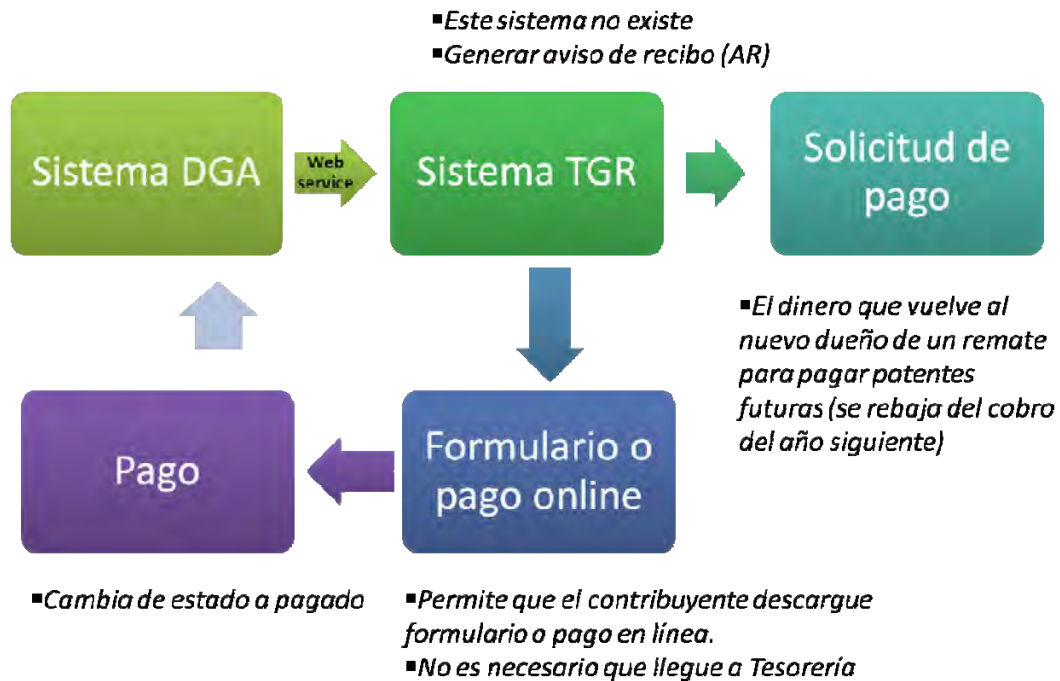 ▪Este sistema no existe
▪Generar aviso de recibo (AR)
Sistema DGA
Web
service
Sistema TGR
Solicitud de
pago
▪El dinero que vuelve al
nuevo dueño de un remate
para pagar patentes
futuras (se rebaja del cobro
del año siguiente)
Pago
Formulario o
pago online
▪Cambia de estado a pagado
▪Permite que el contribuyente descargue
formulario o pago en línea.
▪No es necesario que llegue a Tesorería